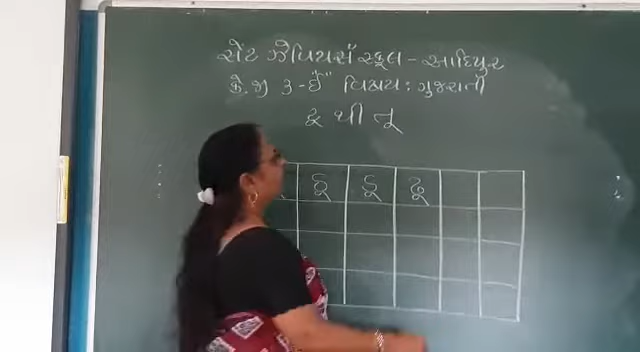 સેંટ ઝેવિયર્સ સ્કૂલ - આદિપુર
કે.જી ૩-ઈ "ઈ" વિષય : ગુજરાતી
ટૂ થી તૂ
ઠૂ ડૂ ઢૂ